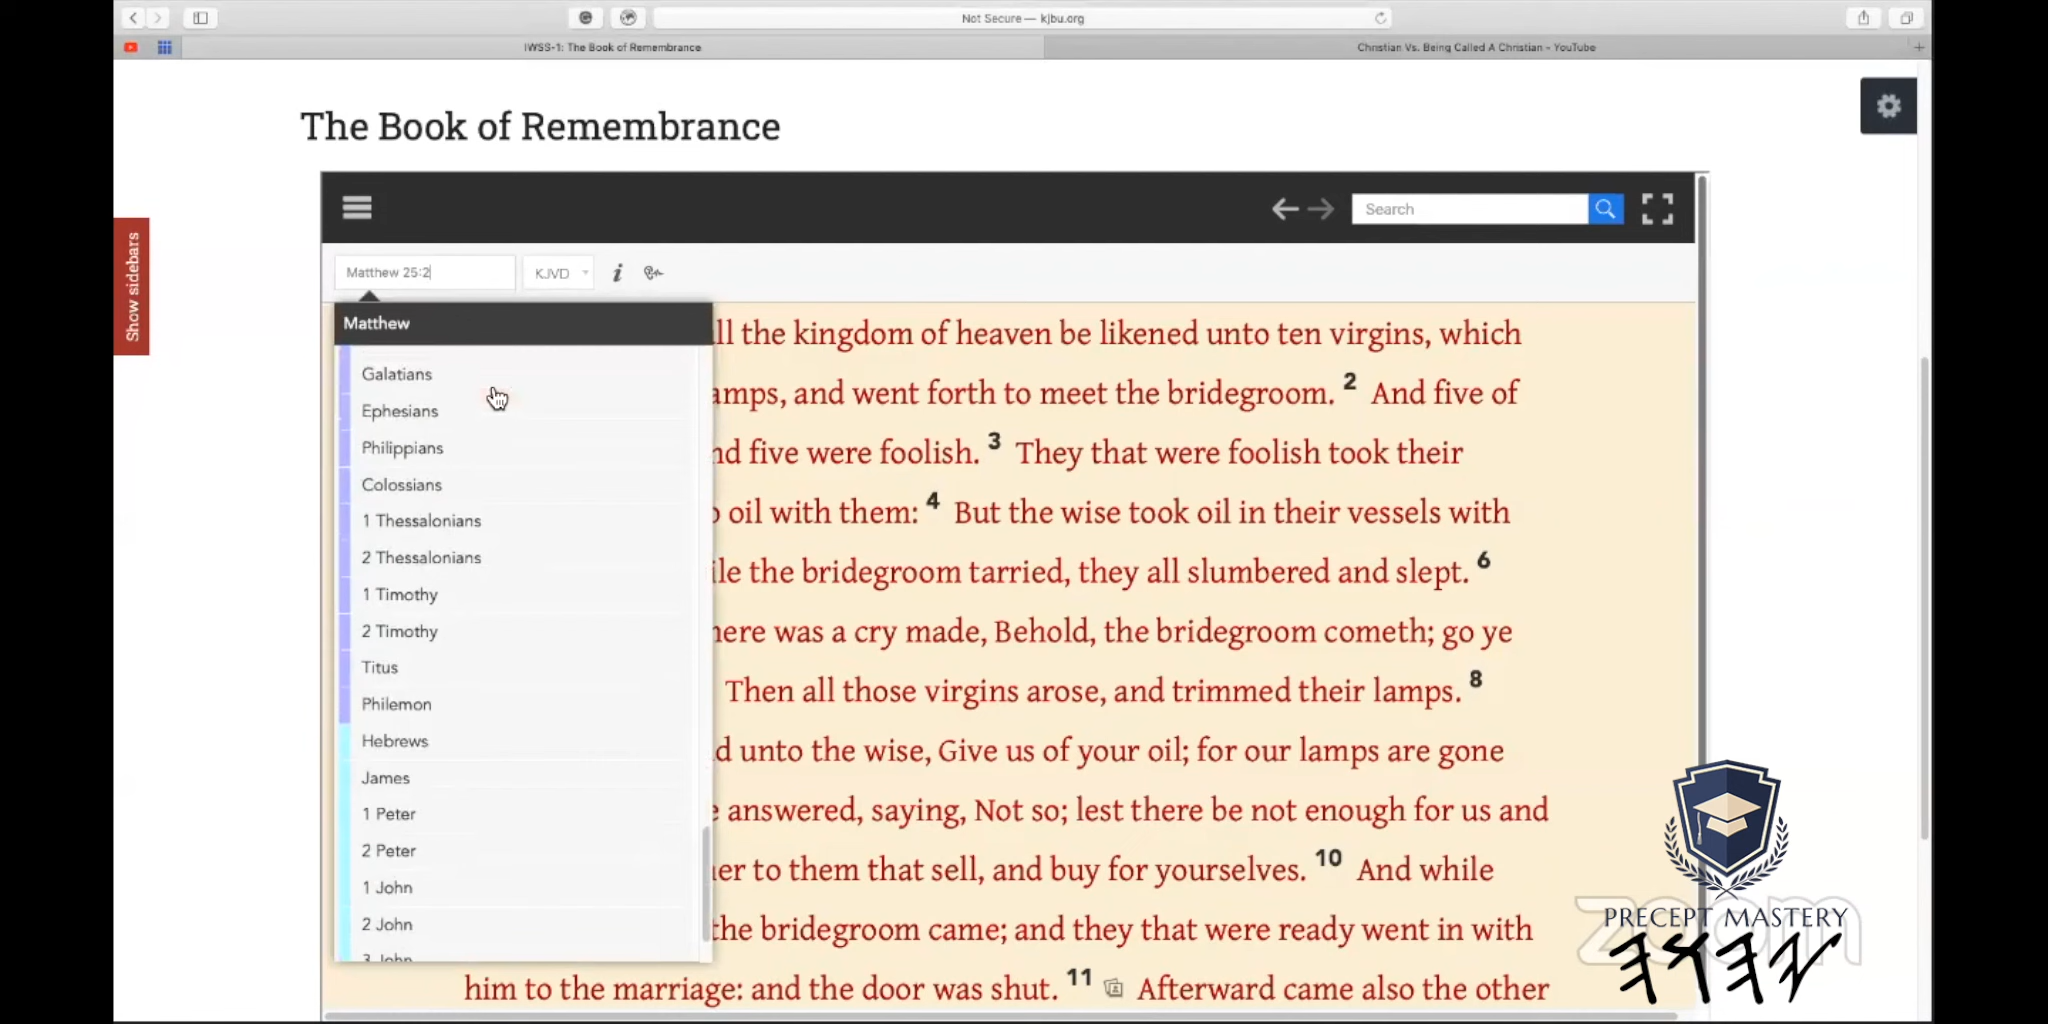 Not Secure — kjbu.org
IWSS-1: The Book of Remembrance
Christian Vs. Being Called A Christian - YouTube
The Book of Remembrance
Show sidebars
Search
Matthew 25:2
KJVD
i
Matthew
Galatians
Ephesians
Philippians
Colossians
1 Thessalonians
2 Thessalonians
1 Timothy
2 Timothy
Titus
Philemon
Hebrews
James
1 Peter
2 Peter
1 John
2 John
3 John
ll the kingdom of heaven be likened unto ten virgins, which
amps, and went forth to meet the bridegroom. 2 And five of
nd five were foolish. 3 They that were foolish took their
oil with them: 4 But the wise took oil in their vessels with
ile the bridegroom tarried, they all slumbered and slept. 6
here was a cry made, Behold, the bridegroom cometh; go ye
Then all those virgins arose, and trimmed their lamps. 8
d unto the wise, Give us of your oil; for our lamps are gone
e answered, saying, Not so; lest there be not enough for us and
her to them that sell, and buy for yourselves. 10 And while
the bridegroom came; and they that were ready went in with
him to the marriage: and the door was shut. 11 Afterward came also the other
zoom
PRECEPT MASTERY
𐤉𐤄𐤅𐤄